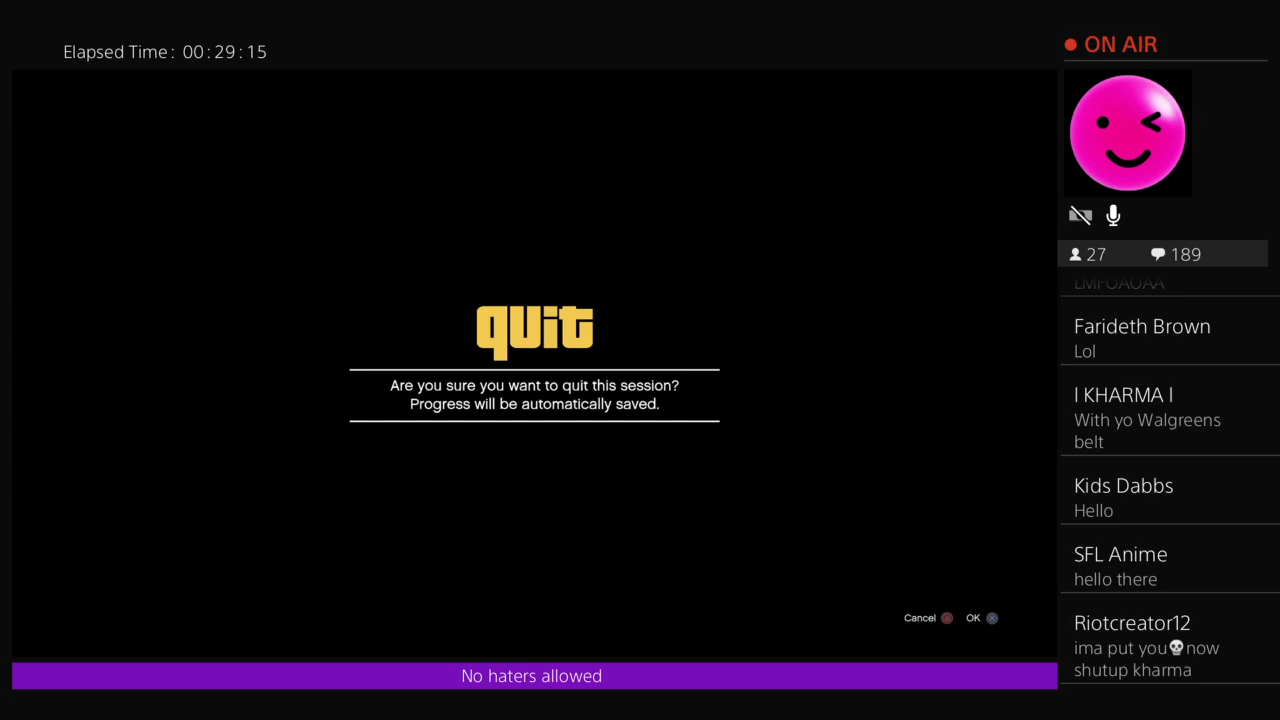 Elapsed Time: 00:29:15
ON AIR
27
189
LMFOAOAA
Farideth Brown
Lol
I KHARMA I
With yo Walgreens
belt
Kids Dabbs
Hello
SFL Anime
hello there
Riotcreator12
ima put you💀now
shutup kharma
quit
Are you sure you want to quit this session?
Progress will be automatically saved.
Cancel
OK
No haters allowed